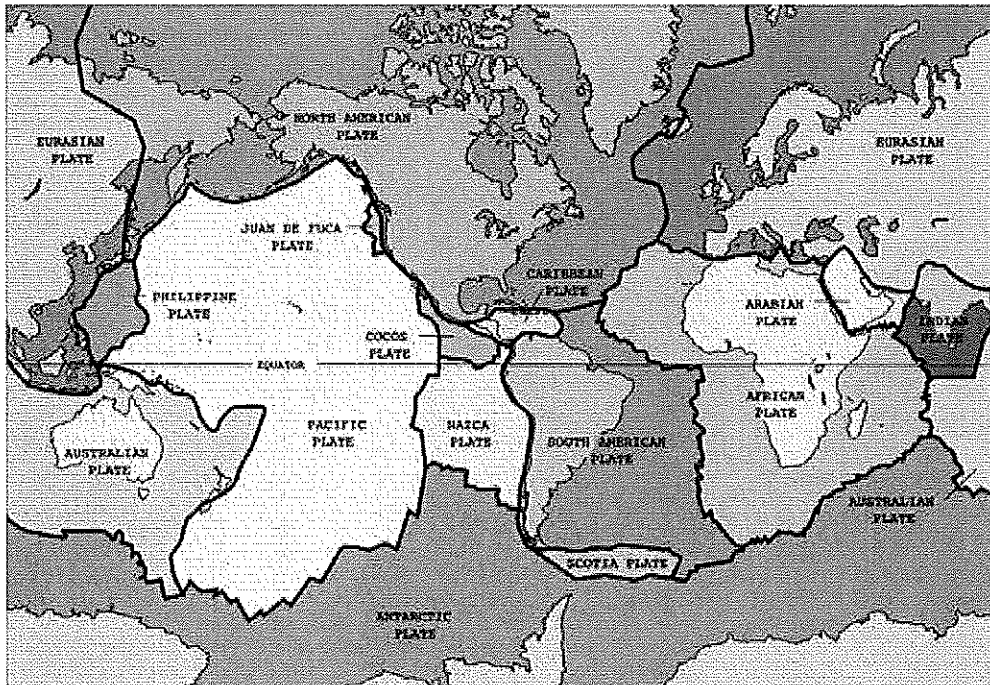 NORTH AMERICAN
PLATE
EURASIAN
PLATE
EURASIAN
PLATE
JUAN DE FUCA
PLATE
CARIBBEAN
PLATE
PHILIPPINE
PLATE
ARABIAN
PLATE
INDIAN
PLATE
COCOS
PLATE
EQUATOR
AFRICAN
PLATE
PACIFIC
PLATE
NAZCA
PLATE
SOUTH AMERICAN
PLATE
AUSTRALIAN
PLATE
AUSTRALIAN
PLATE
SCOTIA PLATE
ANTARCTIC
PLATE